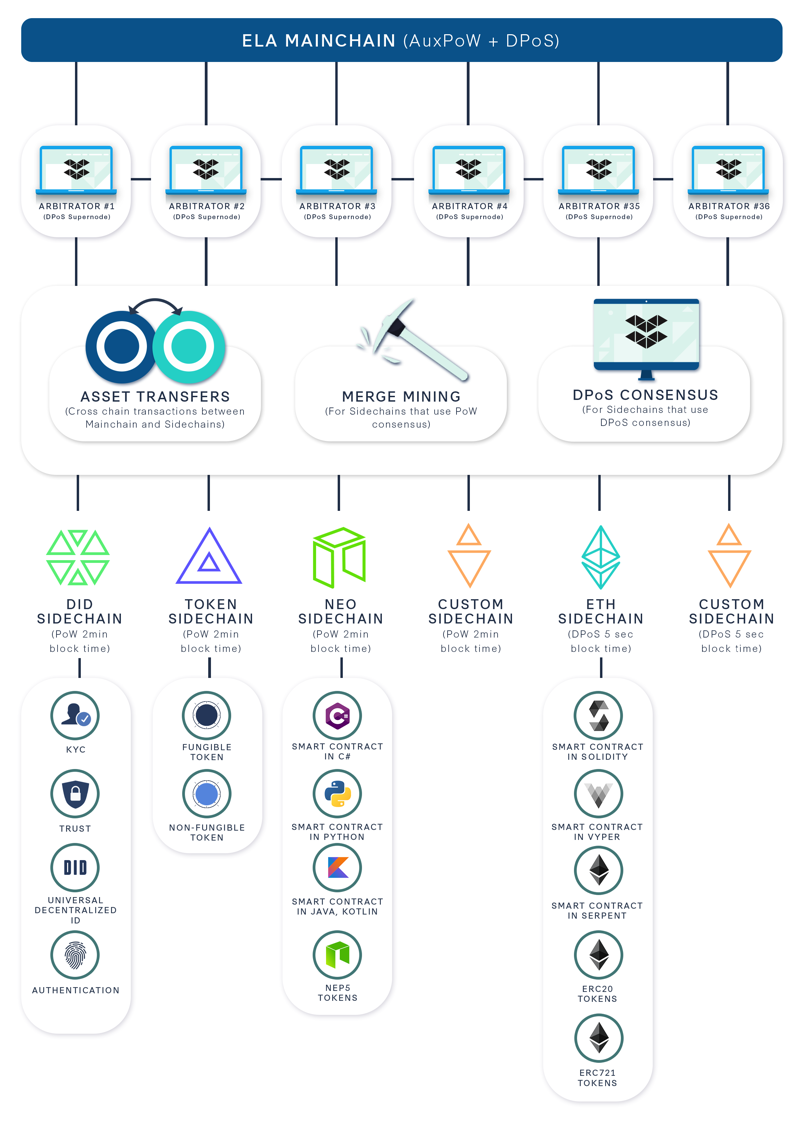 ELA MAINCHAIN (AuxPoW + DPoS)
ARBITRATOR #1
(DPoS Supernode)
ARBITRATOR #2
(DPoS Supernode)
ARBITRATOR #3
(DPoS Supernode)
ARBITRATOR #4
(DPoS Supernode)
ARBITRATOR #35
(DPoS Supernode)
ARBITRATOR #36
(DPoS Supernode)
ASSET TRANSFERS
(Cross chain transactions between
Mainchain and Sidechains)
MERGE MINING
(For Sidechains that use PoW
consensus)
DPoS CONSENSUS
(For Sidechains that use
DPoS consensus)
DID
SIDECHAIN
(PoW 2min
block time)
TOKEN
SIDECHAIN
(PoW 2min
block time)
NEO
SIDECHAIN
(PoW 2min
block time)
CUSTOM
SIDECHAIN
(PoW 2min
block time)
ETH
SIDECHAIN
(DPoS 5 sec
block time)
CUSTOM
SIDECHAIN
(DPoS 5 sec
block time)
KYC
TRUST
DID
UNIVERSAL
DECENTRALIZED
ID
AUTHENTICATION
FUNGIBLE
TOKEN
NON-FUNGIBLE
TOKEN
C#
SMART CONTRACT
IN C#
SMART CONTRACT
IN PYTHON
SMART CONTRACT
IN JAVA, KOTLIN
NEP5
TOKENS
SMART CONTRACT
IN SOLIDITY
SMART CONTRACT
IN VYPER
SMART CONTRACT
IN SERPENT
ERC20
TOKENS
ERC721
TOKENS